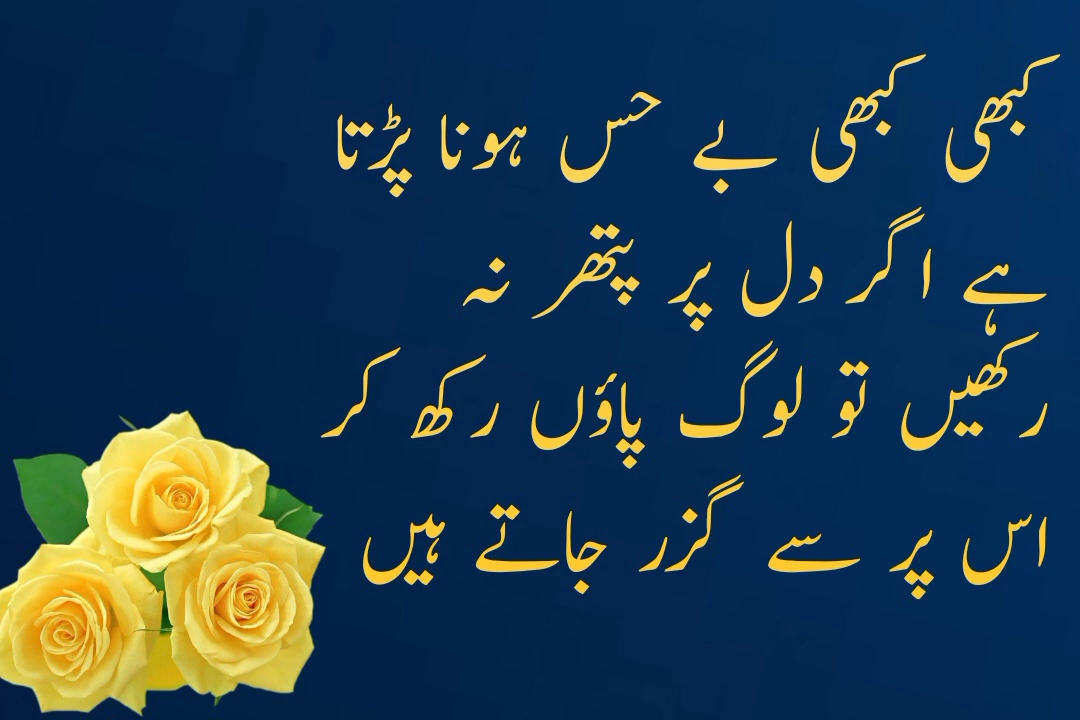 کبھی کبھی بے حس ہونا پڑتا
ہے اگر دل پر پتھر نہ
رکھیں تو لوگ پاؤں رکھ کر
اس پر سے گزر جاتے ہیں